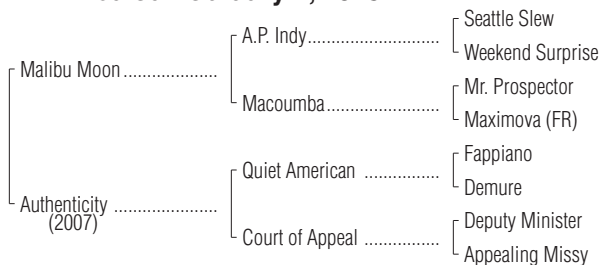 Seattle Slew
A.P. Indy
Weekend Surprise
Malibu Moon
Mr. Prospector
Macoumba
Maximova (FR)
Fappiano
Quiet American
Demure
Authenticity
(2007)
Deputy Minister
Court of Appeal
Appealing Missy